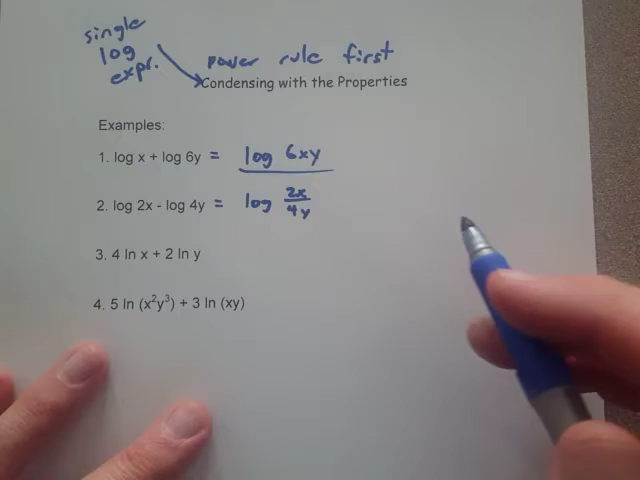 single
log
expr.
power rule first
Condensing with the Properties
Examples:
1. log x + log 6y = log 6xy
2. log 2x - log 4y = log 2x/4y
3. 4 ln x + 2 ln y
4. 5 ln (x²y³) + 3 ln (xy)